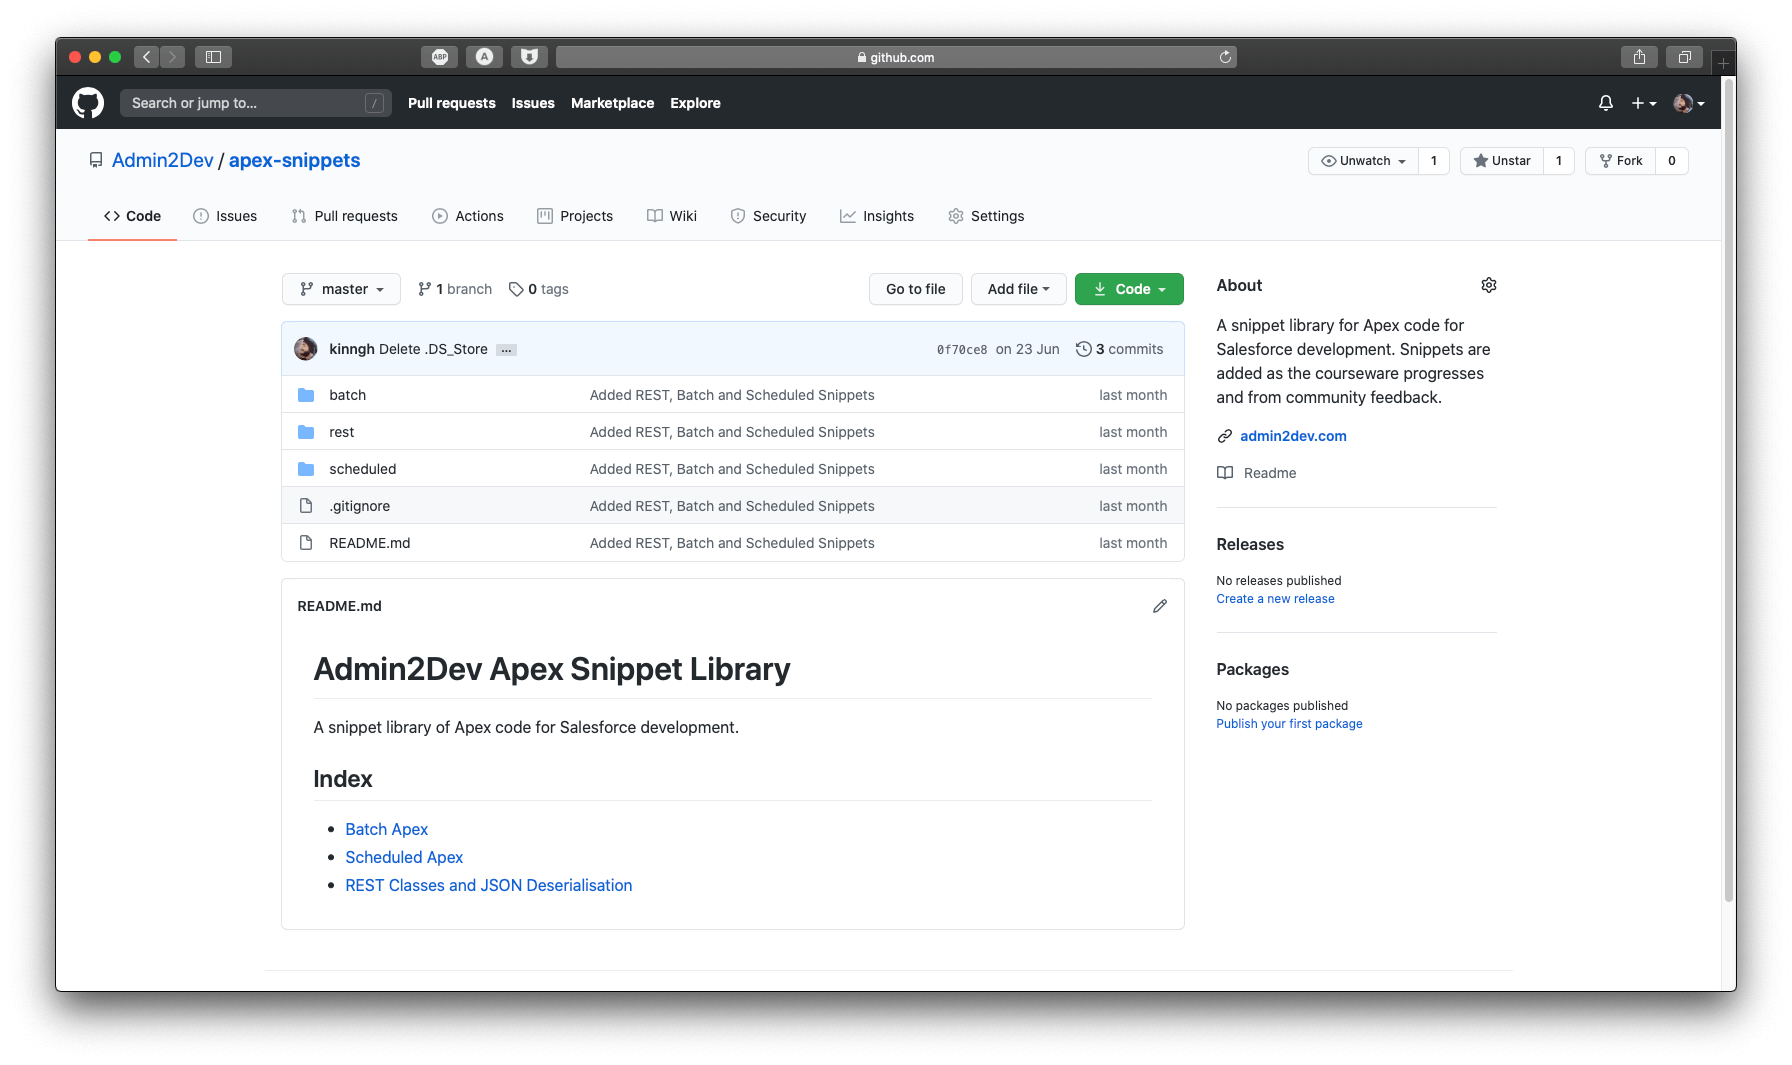 ABP
A
github.com
Search or jump to... /
Pull requests Issues Marketplace Explore
Admin2Dev / apex-snippets
Unwatch 1 Unstar 1 Fork 0
Code Issues Pull requests Actions Projects Wiki Security Insights Settings
master 1 branch 0 tags Go to file Add file Code
kinngh Delete .DS_Store ... 0f70ce8 on 23 Jun 3 commits
batch Added REST, Batch and Scheduled Snippets last month
rest Added REST, Batch and Scheduled Snippets last month
scheduled Added REST, Batch and Scheduled Snippets last month
.gitignore Added REST, Batch and Scheduled Snippets last month
README.md Added REST, Batch and Scheduled Snippets last month
README.md
Admin2Dev Apex Snippet Library
A snippet library of Apex code for Salesforce development.
Index
Batch Apex
Scheduled Apex
REST Classes and JSON Deserialisation
About
A snippet library for Apex code for
Salesforce development. Snippets are
added as the courseware progresses
and from community feedback.
admin2dev.com
Readme
Releases
No releases published
Create a new release
Packages
No packages published
Publish your first package